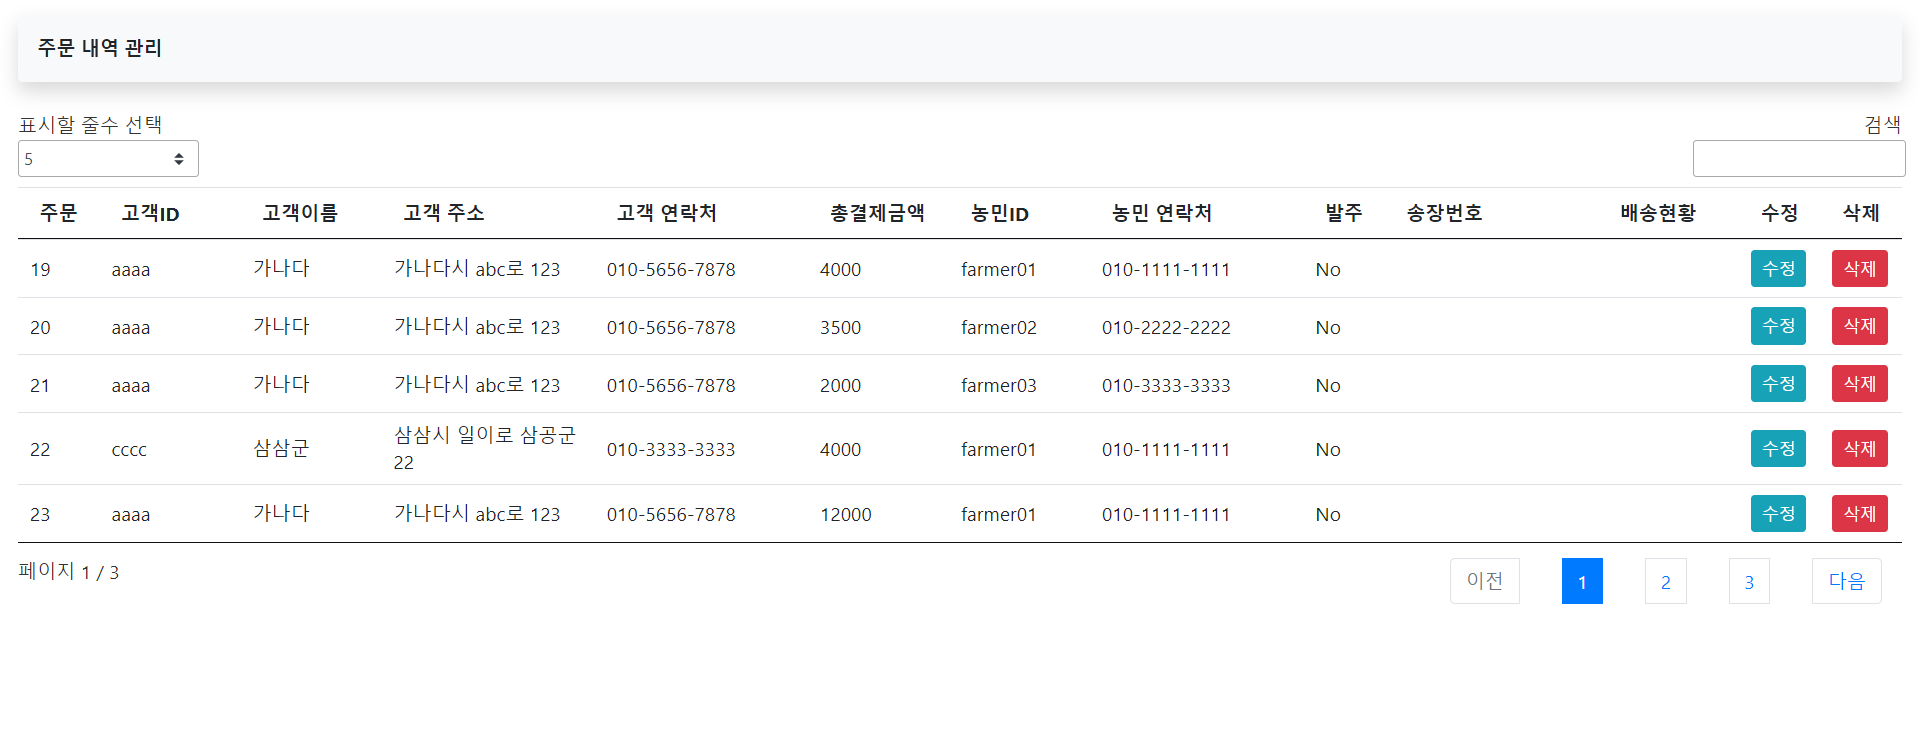 주문 내역 관리
표시할 줄수 선택 검색
5
주문 고객ID 고객이름 고객 주소 고객 연락처 총결제금액 농민ID 농민 연락처 발주 송장번호 배송현황 수정 삭제
19 aaaa 가나다 가나다시 abc로 123 010-5656-7878 4000 farmer01 010-1111-1111 No 수정 삭제
20 aaaa 가나다 가나다시 abc로 123 010-5656-7878 3500 farmer02 010-2222-2222 No 수정 삭제
21 aaaa 가나다 가나다시 abc로 123 010-5656-7878 2000 farmer03 010-3333-3333 No 수정 삭제
22 cccc 삼삼군 삼삼시 일이로 삼공군 22 010-3333-3333 4000 farmer01 010-1111-1111 No 수정 삭제
23 aaaa 가나다 가나다시 abc로 123 010-5656-7878 12000 farmer01 010-1111-1111 No 수정 삭제
페이지 1 / 3 이전 1 2 3 다음